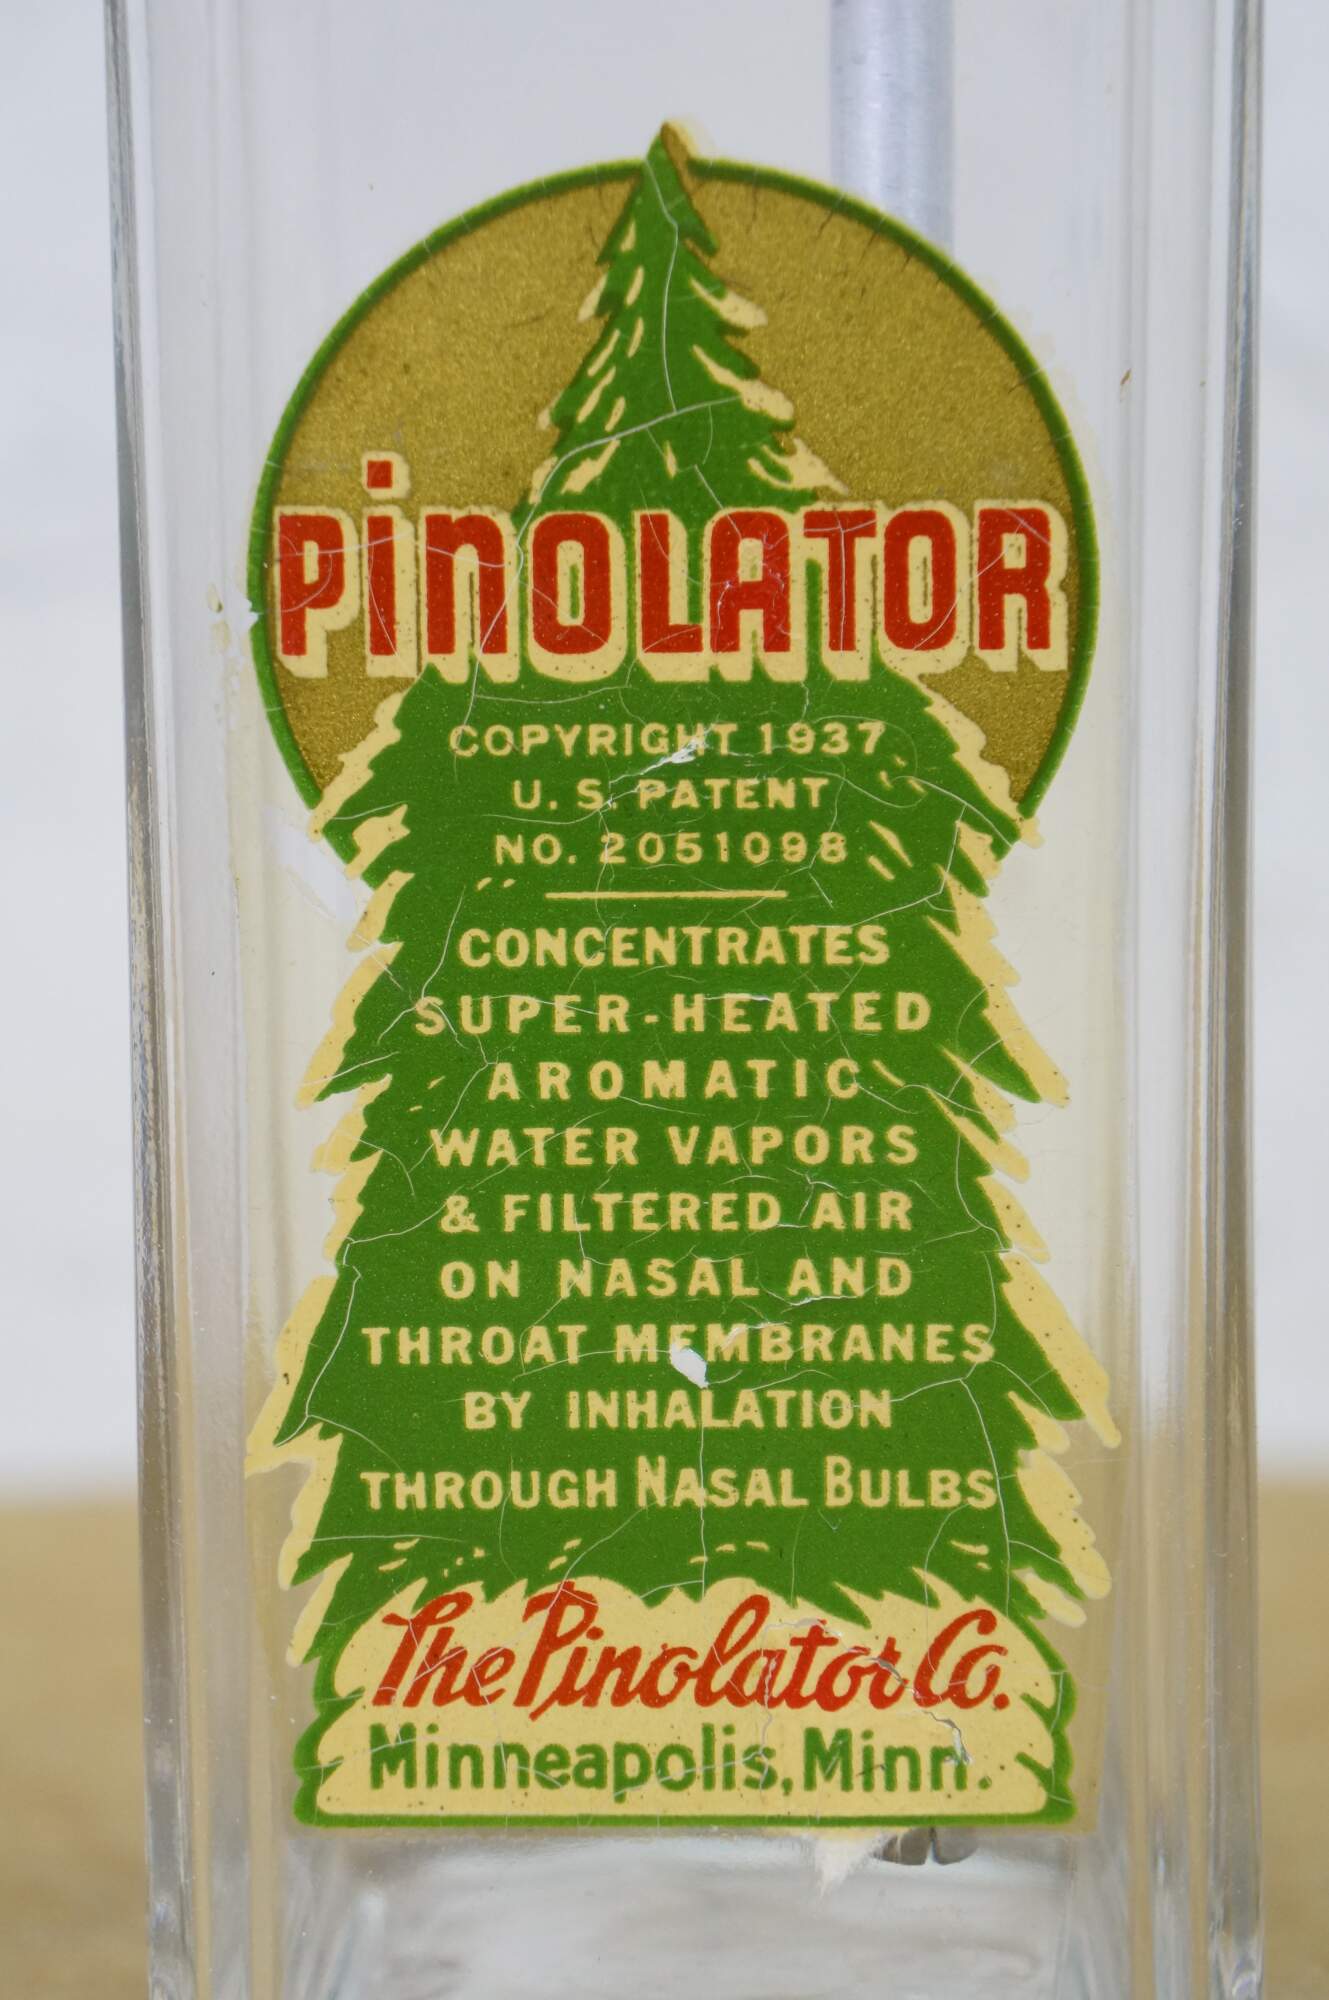 PiNOLATOR
COPYRIGHT 1937
U. S. PATENT
NO. 2051098
CONCENTRATES
SUPER-HEATED
AROMATIC
WATER VAPORS
& FILTERED AIR
ON NASAL AND
THROAT MEMBRANES
BY INHALATION
THROUGH NASAL BULBS
The Pinolator Co.
Minneapolis, Minn.